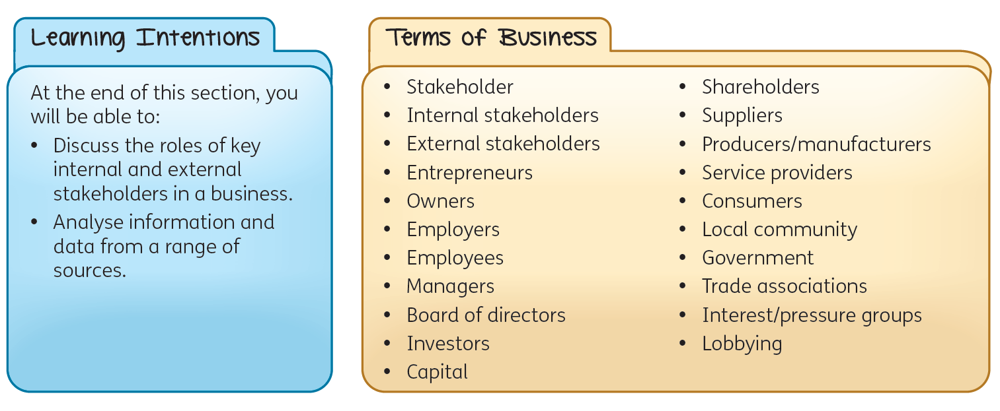 Learning Intentions
At the end of this section, you
will be able to:
• Discuss the roles of key
internal and external
stakeholders in a business.
• Analyse information and
data from a range of
sources.
Terms of Business
• Stakeholder
• Internal stakeholders
• External stakeholders
• Entrepreneurs
• Owners
• Employers
• Employees
• Managers
• Board of directors
• Investors
• Capital
• Shareholders
• Suppliers
• Producers/manufacturers
• Service providers
• Consumers
• Local community
• Government
• Trade associations
• Interest/pressure groups
• Lobbying